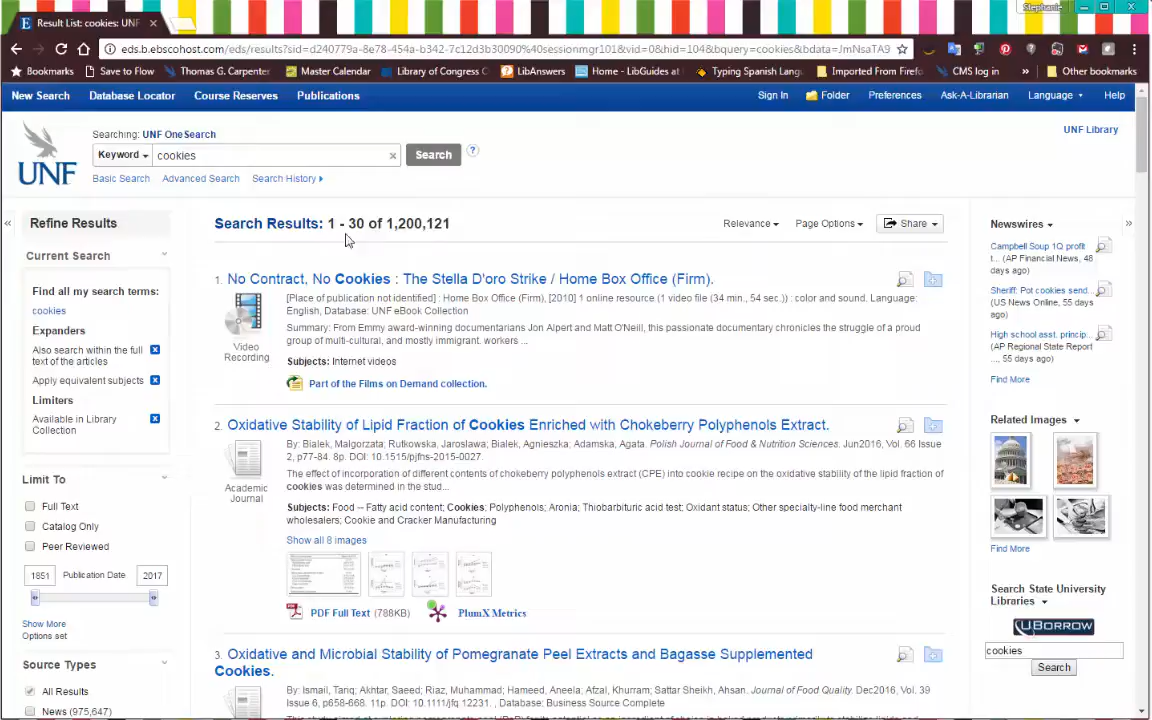 Stephanie
Result List: cookies: UNF
eds.b.ebscohost.com/eds/results?sid=d240779a-8e78-454a-b342-7c12d3b30090%40sessionmgr101&vid=0&hid=104&bquery=cookies&bdata=JmNsaTA9
Bookmarks Save to Flow Thomas G. Carpenter Master Calendar Library of Congress C LibAnswers Home - LibGuides at Typing Spanish Lang Imported From Firefo CMS log in » Other bookmarks
New Search Database Locator Course Reserves Publications Sign In Folder Preferences Ask-A-Librarian Language Help
UNF
Searching: UNF OneSearch
UNF Library
Keyword cookies Search ?
Basic Search Advanced Search Search History
« Refine Results
Current Search
Find all my search terms:
cookies
Expanders
Also search within the full
text of the articles
Apply equivalent subjects
Limiters
Available in Library
Collection
Limit To
Full Text
Catalog Only
Peer Reviewed
1851 Publication Date 2017
Show More
Options set
Source Types
All Results
News (975,647)
Search Results: 1 - 30 of 1,200,121
Relevance Page Options Share
1. No Contract, No Cookies : The Stella D'oro Strike / Home Box Office (Firm).
[Place of publication not identified] : Home Box Office (Firm), [2010] 1 online resource (1 video file (34 min., 54 sec.)) : color and sound. Language:
English, Database: UNF eBook Collection
Summary: From Emmy award-winning documentarians Jon Alpert and Matt O'Neill, this passionate documentary chronicles the struggle of a proud
group of multi-cultural, and mostly immigrant. workers ...
Video
Recording
Subjects: Internet videos
Part of the Films on Demand collection.
2. Oxidative Stability of Lipid Fraction of Cookies Enriched with Chokeberry Polyphenols Extract.
By: Bialek, Malgorzata; Rutkowska, Jaroslawa; Bialek, Agnieszka; Adamska, Agata. Polish Journal of Food & Nutrition Sciences. Jun2016, Vol. 66 Issue
2, p77-84. 8p. DOI: 10.1515/pjfns-2015-0027.
The effect of incorporation of different contents of chokeberry polyphenols extract (CPE) into cookie recipe on the oxidative stability of the lipid fraction of
cookies was determined in the stud...
Academic
Journal
Subjects: Food -- Fatty acid content; Cookies; Polyphenols; Aronia; Thiobarbituric acid test; Oxidant status; Other specialty-line food merchant
wholesalers; Cookie and Cracker Manufacturing
Show all 8 images
PDF Full Text (788KB) PlumX Metrics
3. Oxidative and Microbial Stability of Pomegranate Peel Extracts and Bagasse Supplemented
Cookies.
By: Ismail, Tariq; Akhtar, Saeed; Riaz, Muhammad; Hameed, Aneela; Afzal, Khurram; Sattar Sheikh, Ahsan. Journal of Food Quality. Dec2016, Vol. 39
Issue 6, p658-668. 11p. DOI: 10.1111/jfq.12231. , Database: Business Source Complete
Newswires »
Campbell Soup 1Q profit
t... (AP Financial News, 48
days ago)
Sheriff: Pot cookies send...
(US News Online, 55 days
ago)
High school asst. princip...
(AP Regional State Report
..., 55 days ago)
Find More
Related Images
Find More
Search State University
Libraries
UBORROW
cookies
Search